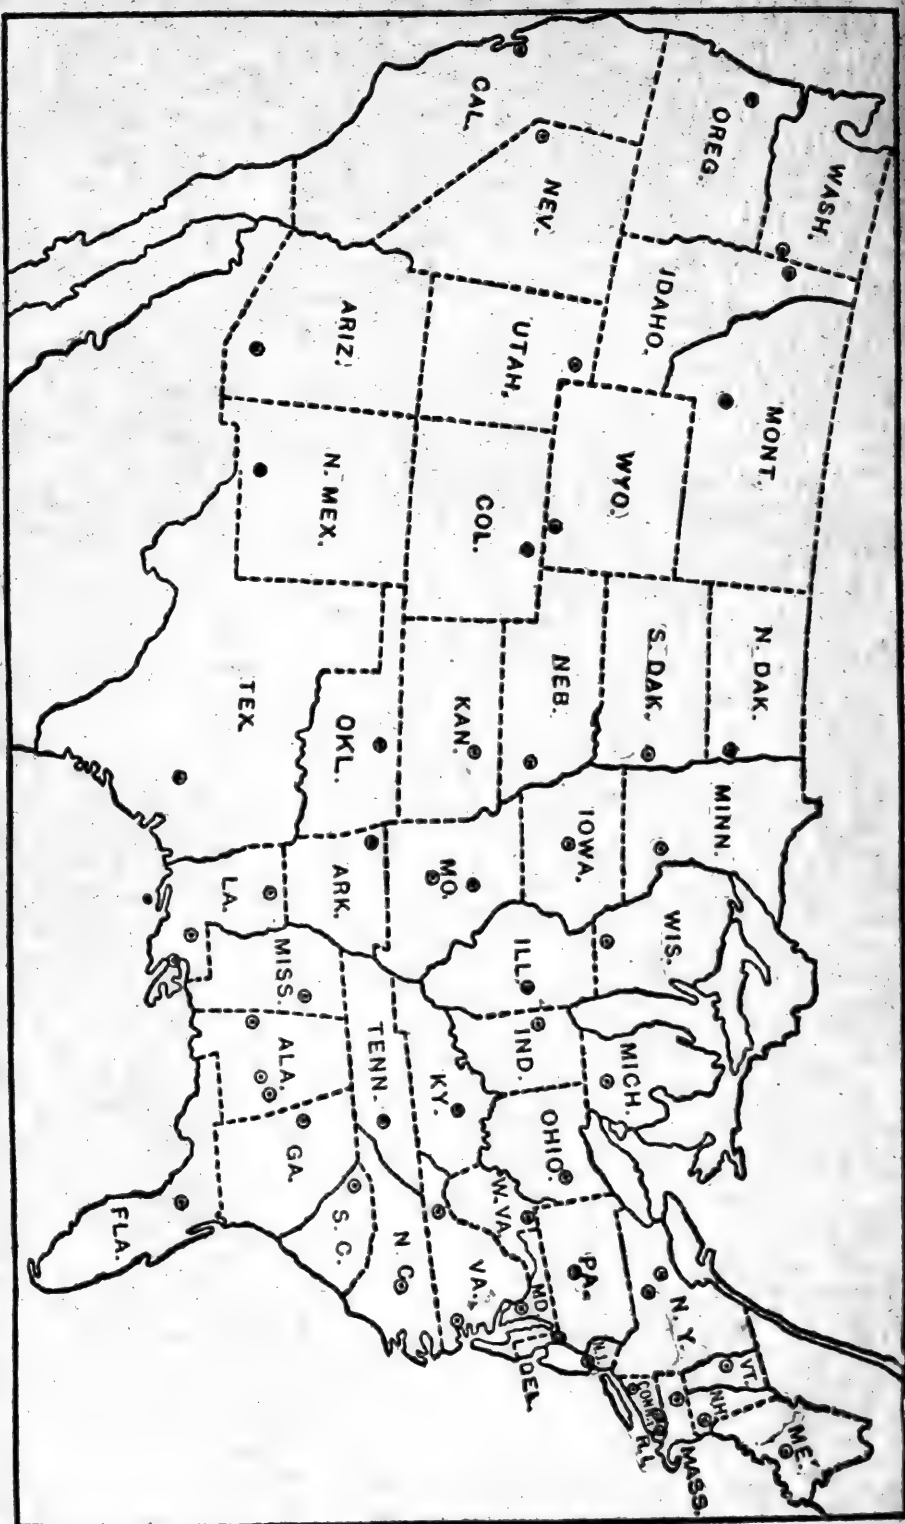 WASH.
OREG.
CAL.
NEV.
IDAHO.
MONT.
WYO.
UTAH,
ARIZ.
COL.
N. MEX.
N. DAK.
S. DAK.
NEB.
KAN.
OKL.
TEX.
MINN.
IOWA.
MO.
ARK.
LA.
WIS.
ILL.
MICH.
IND.
OHIO.
KY.
TENN.
MISS.
ALA.
GA.
FLA.
S. C.
N. C.
VA.
W. VA.
MD.
DEL.
PA.
N. J.
N. Y.
CONN.
R. I.
MASS.
VT.
N.H.
ME.